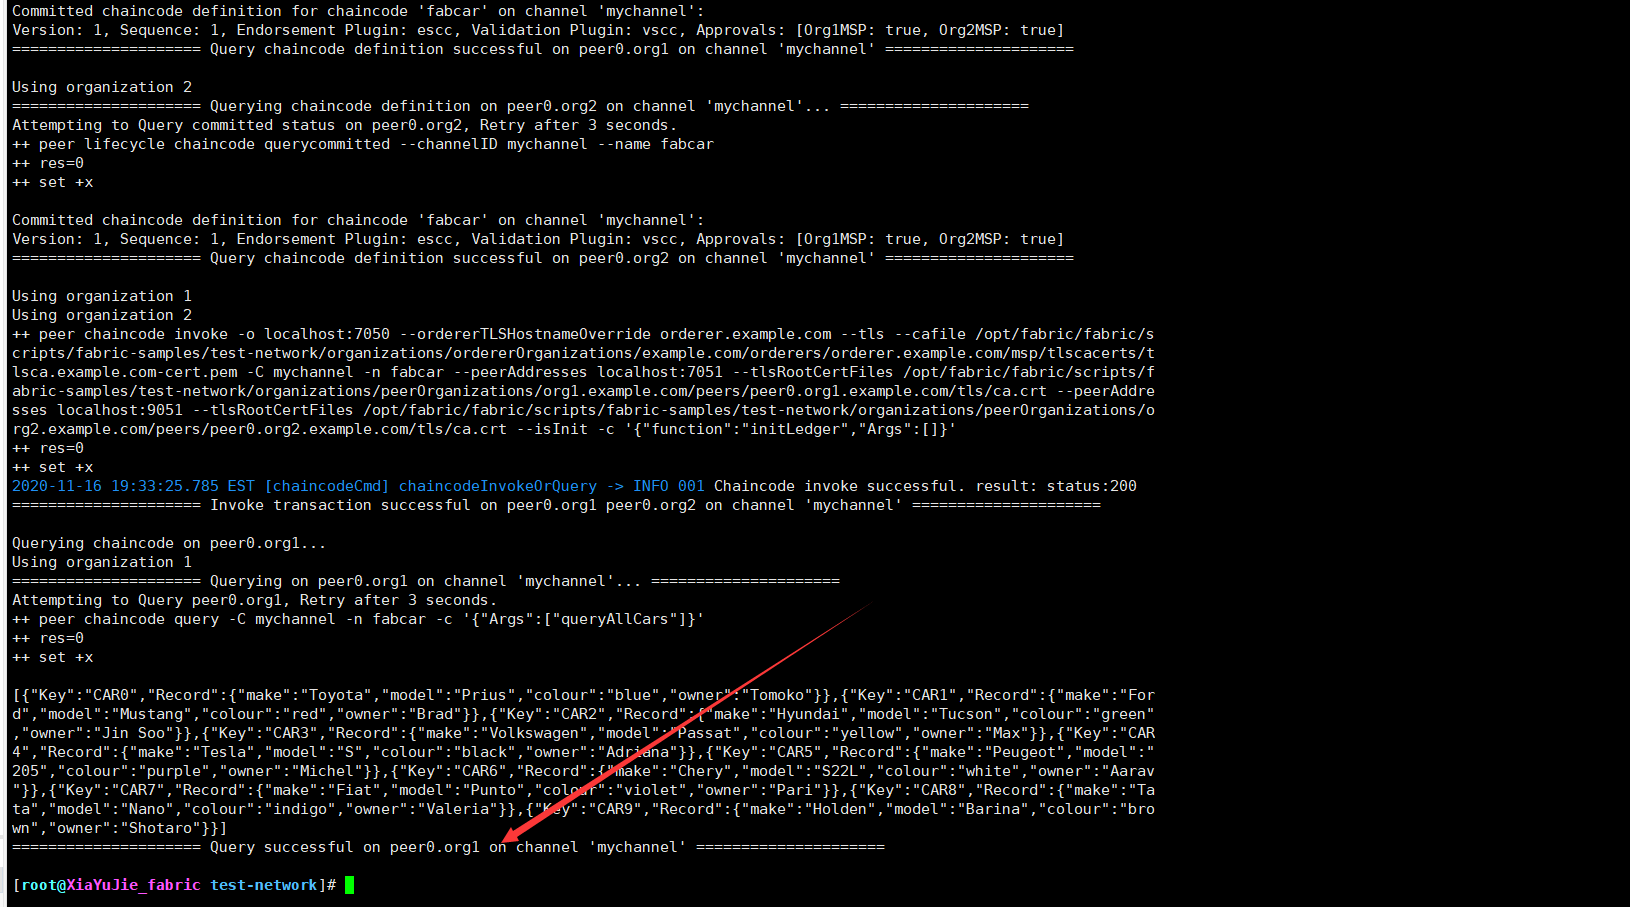 Committed chaincode definition for chaincode 'fabcar' on channel 'mychannel':
Version: 1, Sequence: 1, Endorsement Plugin: escc, Validation Plugin: vscc, Approvals: [Org1MSP: true, Org2MSP: true]
===================== Query chaincode definition successful on peer0.org1 on channel 'mychannel' =====================
Using organization 2
===================== Querying chaincode definition on peer0.org2 on channel 'mychannel'... =====================
Attempting to Query committed status on peer0.org2, Retry after 3 seconds.
++ peer lifecycle chaincode querycommitted --channelID mychannel --name fabcar
++ res=0
++ set +x
Committed chaincode definition for chaincode 'fabcar' on channel 'mychannel':
Version: 1, Sequence: 1, Endorsement Plugin: escc, Validation Plugin: vscc, Approvals: [Org1MSP: true, Org2MSP: true]
===================== Query chaincode definition successful on peer0.org2 on channel 'mychannel' =====================
Using organization 1
Using organization 2
++ peer chaincode invoke -o localhost:7050 --ordererTLSHostnameOverride orderer.example.com --tls --cafile /opt/fabric/fabric/s
cripts/fabric-samples/test-network/organizations/ordererOrganizations/example.com/orderers/orderer.example.com/msp/tlscacerts/t
lsca.example.com-cert.pem -C mychannel -n fabcar --peerAddresses localhost:7051 --tlsRootCertFiles /opt/fabric/fabric/scripts/f
abric-samples/test-network/organizations/peerOrganizations/org1.example.com/peers/peer0.org1.example.com/tls/ca.crt --peerAddre
sses localhost:9051 --tlsRootCertFiles /opt/fabric/fabric/scripts/fabric-samples/test-network/organizations/peerOrganizations/o
rg2.example.com/peers/peer0.org2.example.com/tls/ca.crt --isInit -c '{"function":"initLedger","Args":[]}'
++ res=0
++ set +x
2020-11-16 19:33:25.785 EST [chaincodeCmd] chaincodeInvokeOrQuery -> INFO 001 Chaincode invoke successful. result: status:200
===================== Invoke transaction successful on peer0.org1 peer0.org2 on channel 'mychannel' =====================
Querying chaincode on peer0.org1...
Using organization 1
===================== Querying on peer0.org1 on channel 'mychannel'... =====================
Attempting to Query peer0.org1, Retry after 3 seconds.
++ peer chaincode query -C mychannel -n fabcar -c '{"Args":["queryAllCars"]}'
++ res=0
++ set +x
[{"Key":"CAR0","Record":{"make":"Toyota","model":"Prius","colour":"blue","owner":"Tomoko"}},{"Key":"CAR1","Record":{"make":"For
d","model":"Mustang","colour":"red","owner":"Brad"}},{"Key":"CAR2","Record":{"make":"Hyundai","model":"Tucson","colour":"green"
,"owner":"Jin Soo"}},{"Key":"CAR3","Record":{"make":"Volkswagen","model":"Passat","colour":"yellow","owner":"Max"}},{"Key":"CAR
4","Record":{"make":"Tesla","model":"S","colour":"black","owner":"Adriana"}},{"Key":"CAR5","Record":{"make":"Peugeot","model":"
205","colour":"purple","owner":"Michel"}},{"Key":"CAR6","Record":{"make":"Chery","model":"S22L","colour":"white","owner":"Aarav
"}},{"Key":"CAR7","Record":{"make":"Fiat","model":"Punto","colour":"violet","owner":"Pari"}},{"Key":"CAR8","Record":{"make":"Ta
ta","model":"Nano","colour":"indigo","owner":"Valeria"}},{"Key":"CAR9","Record":{"make":"Holden","model":"Barina","colour":"bro
wn","owner":"Shotaro"}}]
===================== Query successful on peer0.org1 on channel 'mychannel' =====================
[root@XiaYuJie_fabric test-network]#